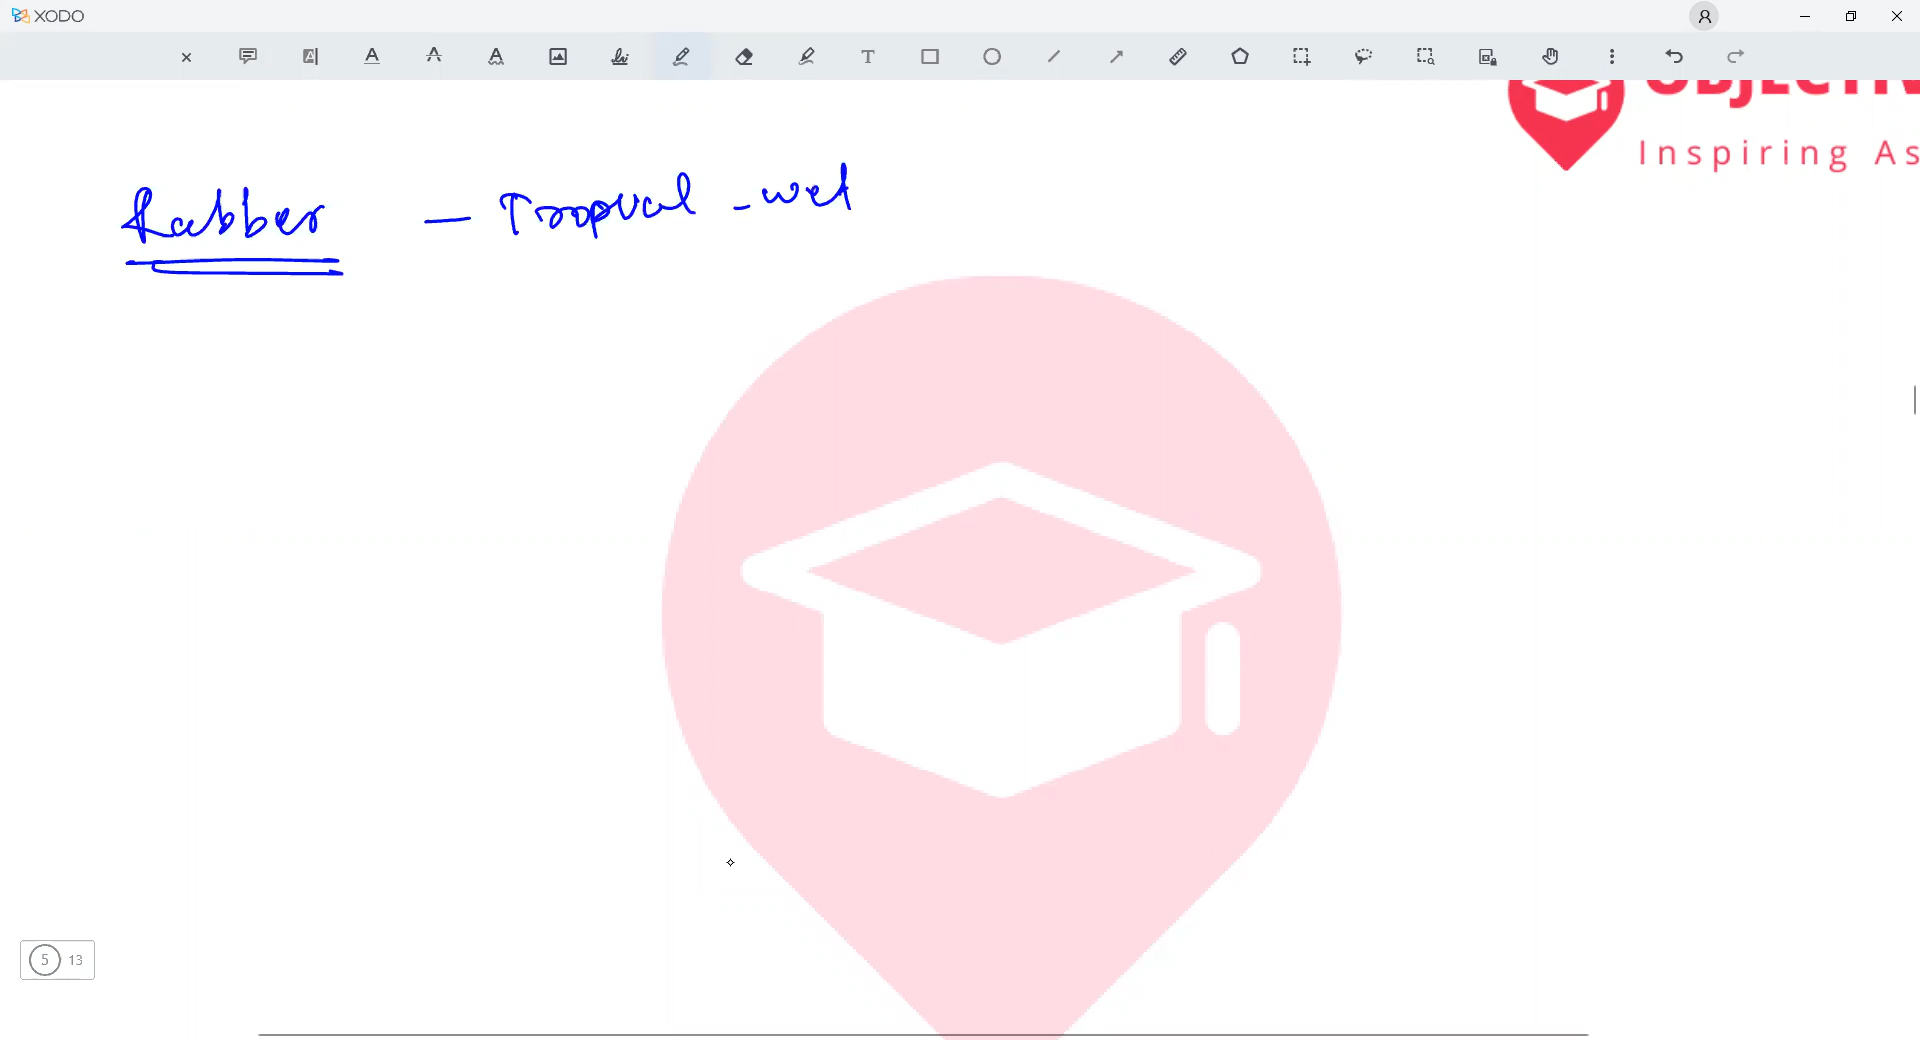 XODO
Inspiring As
Rubber — Tropical - wet
5 13